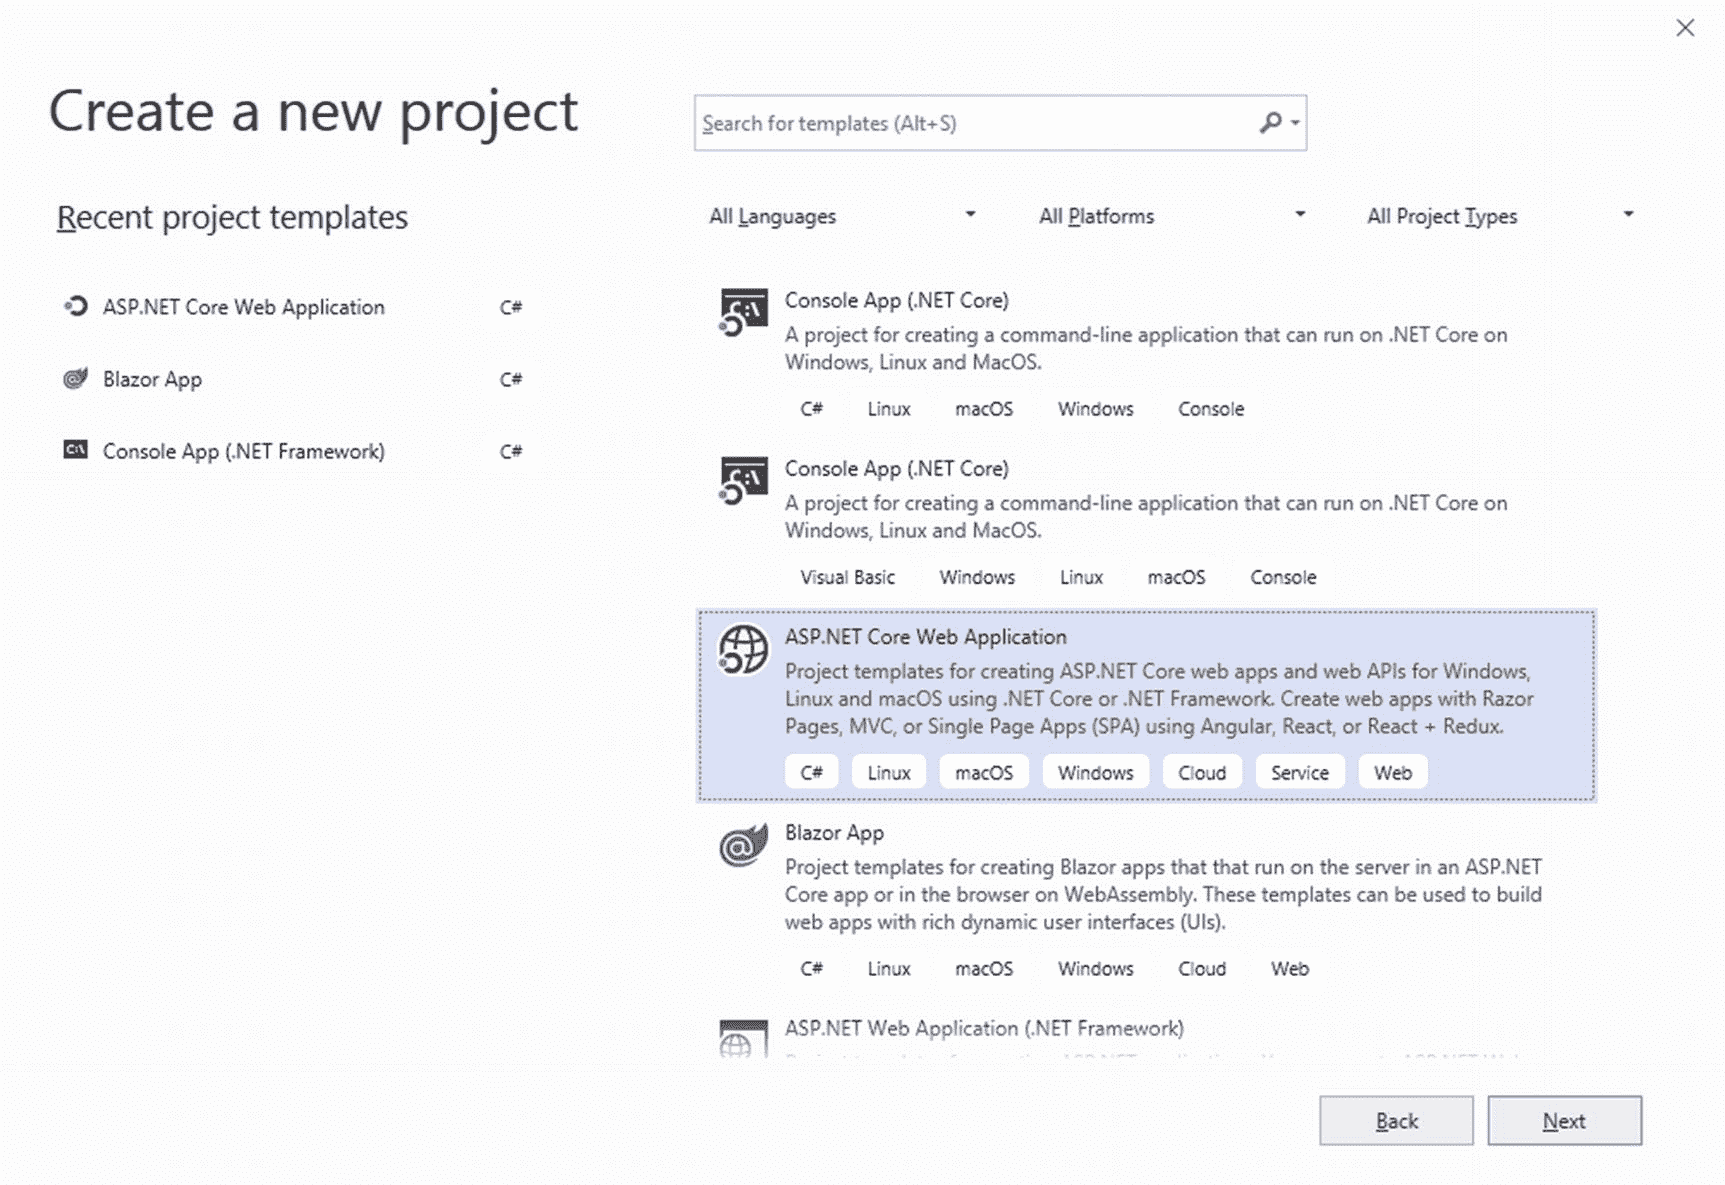 Create a new project
Search for templates (Alt+S)
Recent project templates
All Languages
All Platforms
All Project Types
ASP.NET Core Web Application C#
Blazor App C#
Console App (.NET Framework) C#
Console App (.NET Core)
A project for creating a command-line application that can run on .NET Core on
Windows, Linux and MacOS.
C# Linux macOS Windows Console
Console App (.NET Core)
A project for creating a command-line application that can run on .NET Core on
Windows, Linux and MacOS.
Visual Basic Windows Linux macOS Console
ASP.NET Core Web Application
Project templates for creating ASP.NET Core web apps and web APIs for Windows,
Linux and macOS using .NET Core or .NET Framework. Create web apps with Razor
Pages, MVC, or Single Page Apps (SPA) using Angular, React, or React + Redux.
C# Linux macOS Windows Cloud Service Web
Blazor App
Project templates for creating Blazor apps that that run on the server in an ASP.NET
Core app or in the browser on WebAssembly. These templates can be used to build
web apps with rich dynamic user interfaces (UIs).
C# Linux macOS Windows Cloud Web
ASP.NET Web Application (.NET Framework)
Back
Next